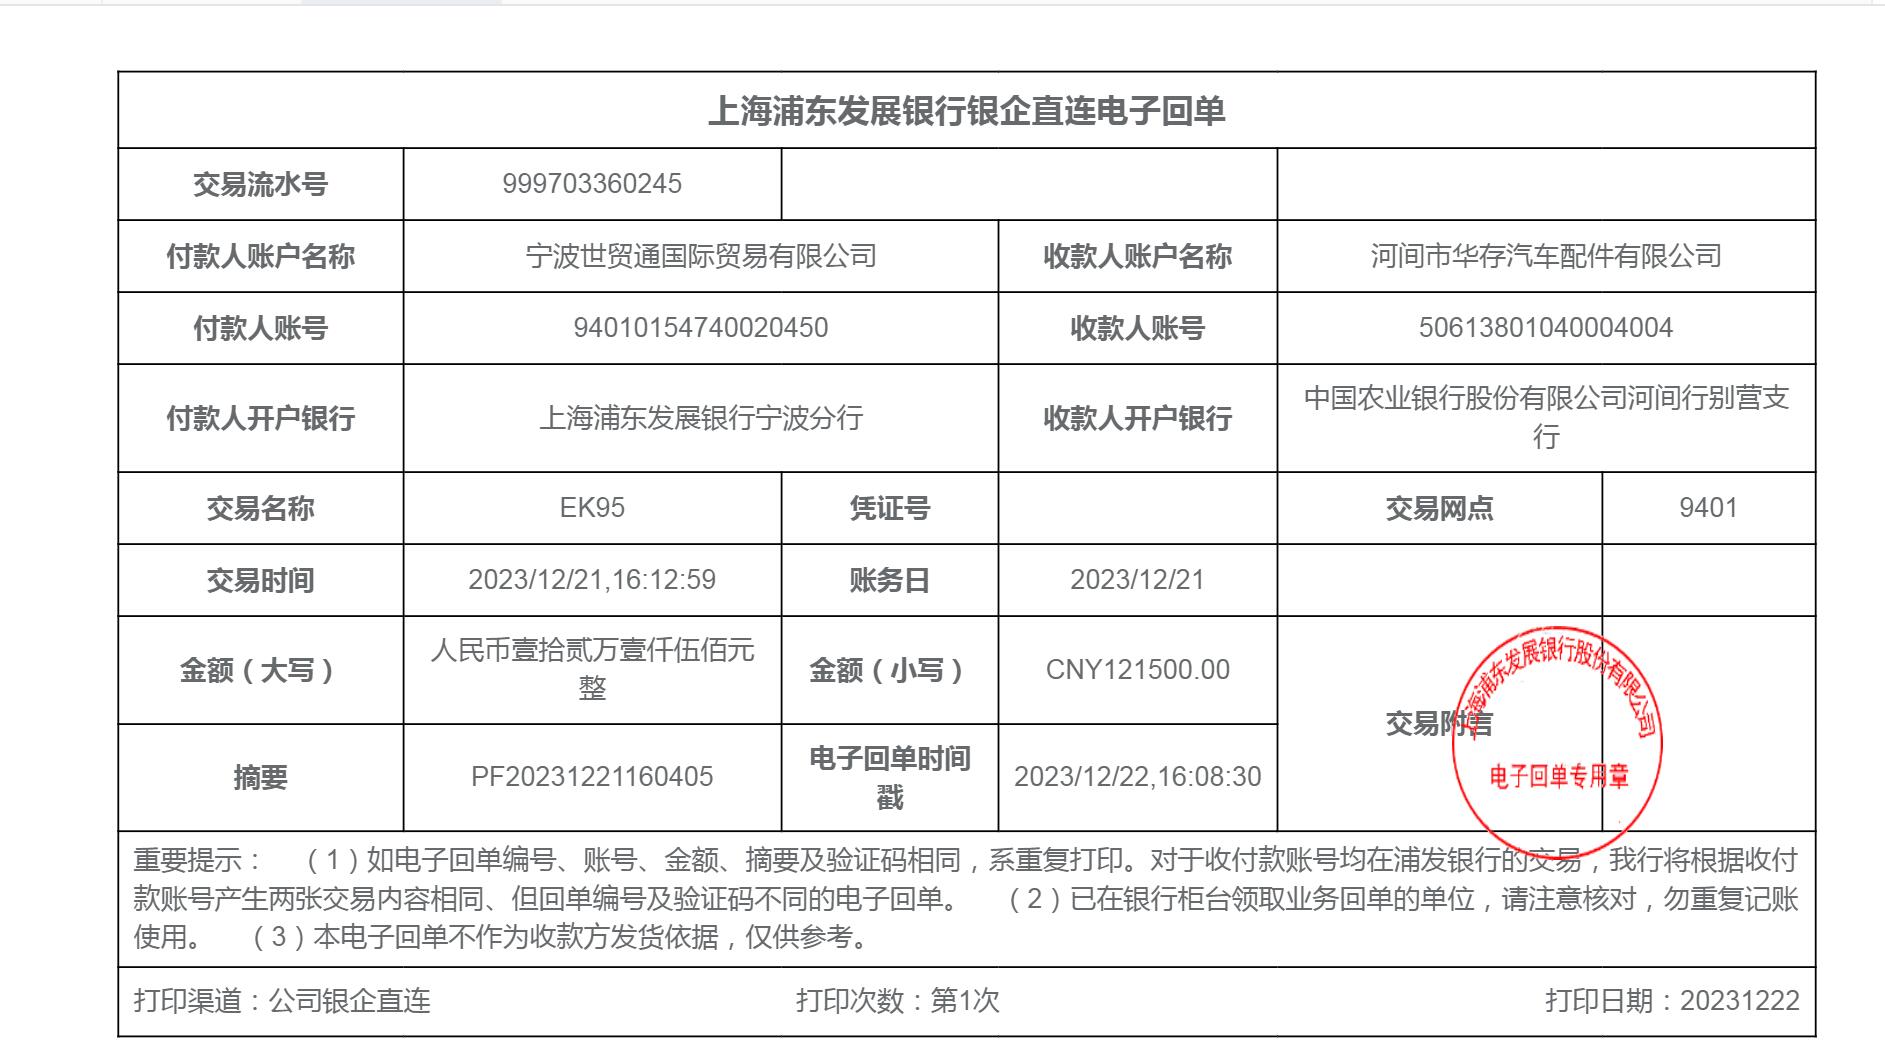 上海浦东发展银行银企直连电子回单
交易流水号 999703360245
付款人账户名称 宁波世贸通国际贸易有限公司 收款人账户名称 河间市华存汽车配件有限公司
付款人账号 94010154740020450 收款人账号 50613801040004004
付款人开户银行 上海浦东发展银行宁波分行 收款人开户银行 中国农业银行股份有限公司河间行别营支
行
交易名称 EK95 凭证号 交易网点 9401
交易时间 2023/12/21,16:12:59 账务日 2023/12/21
金额（大写） 人民币壹拾贰万壹仟伍佰元
整
金额（小写） CNY121500.00
交易附言
上海浦东发展银行股份有限公司
电子回单专用章
摘要 PF20231221160405 电子回单时间
戳
2023/12/22,16:08:30
重要提示： （1）如电子回单编号、账号、金额、摘要及验证码相同，系重复打印。对于收付款账号均在浦发银行的交易，我行将根据收付
款账号产生两张交易内容相同、但回单编号及验证码不同的电子回单。 （2）已在银行柜台领取业务回单的单位，请注意核对，勿重复记账
使用。 （3）本电子回单不作为收款方发货依据，仅供参考。
打印渠道：公司银企直连 打印次数：第1次 打印日期：20231222